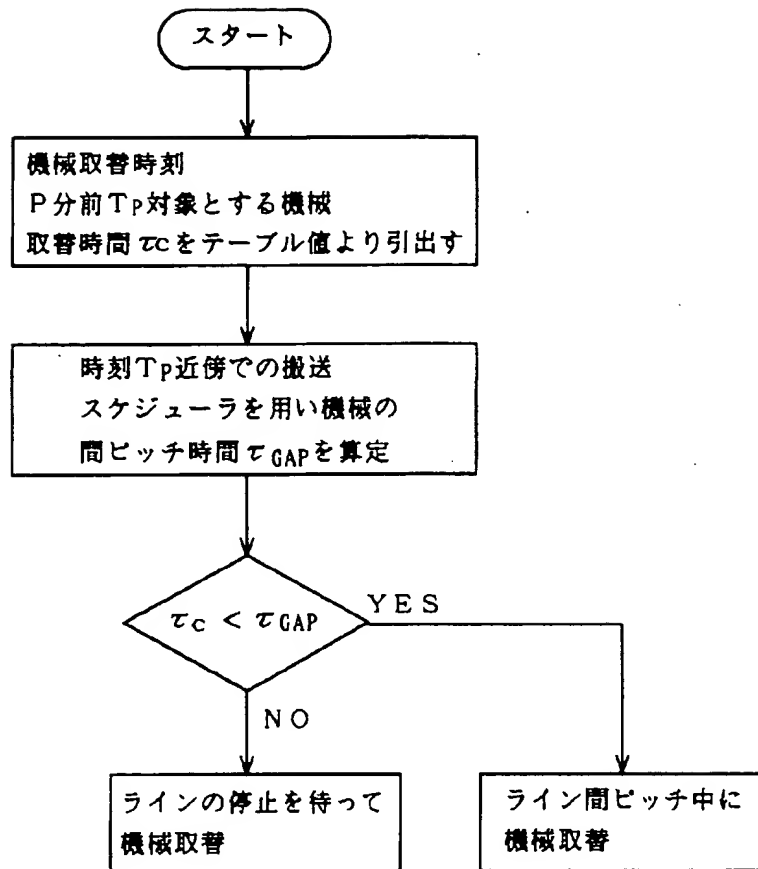 スタート
機械取替時刻
P分前TP対象とする機械
取替時間τCをテーブル値より引出す
時刻TP近傍での搬送
スケジューラを用い機械の
間ピッチ時間τGAPを算定
τC < τGAP
YES
NO
ラインの停止を待って
機械取替
ライン間ピッチ中に
機械取替